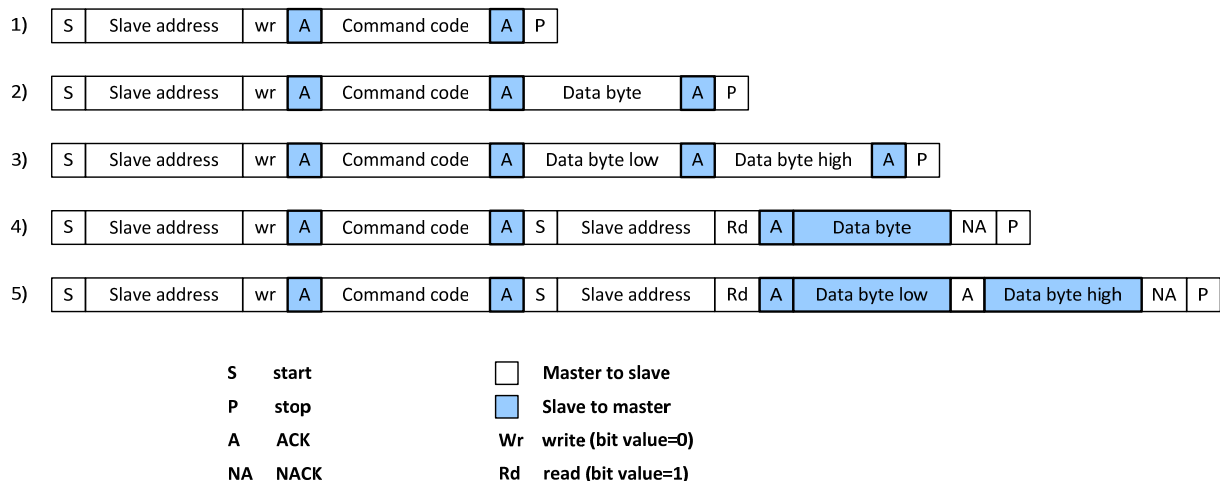 1) S Slave address wr A Command code A P
2) S Slave address wr A Command code A Data byte A P
3) S Slave address wr A Command code A Data byte low A Data byte high A P
4) S Slave address wr A Command code A S Slave address Rd A Data byte NA P
5) S Slave address wr A Command code A S Slave address Rd A Data byte low A Data byte high NA P
S start Master to slave
P stop Slave to master
A ACK Wr write (bit value=0)
NA NACK Rd read (bit value=1)